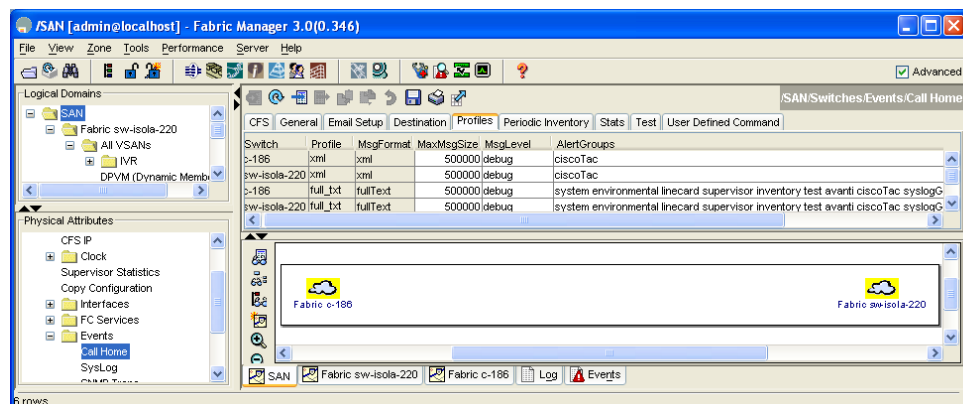 /SAN [admin@localhost] - Fabric Manager 3.0(0.346)
File View Zone Tools Performance Server Help
Advanced
Logical Domains
SAN
Fabric sw-isola-220
All VSANs
IVR
DPVM (Dynamic Memb
Physical Attributes
CFS IP
Clock
Supervisor Statistics
Copy Configuration
Interfaces
FC Services
Events
Call Home
SysLog
/SAN/Switches/Events/Call Home
CFS General Email Setup Destination Profiles Periodic Inventory Stats Test User Defined Command
Switch Profile MsgFormat MaxMsgSize MsgLevel AlertGroups
c-186 xml xml 500000 debug ciscoTac
sw-isola-220 xml xml 500000 debug ciscoTac
c-186 full_txt fullText 500000 debug system environmental linecard supervisor inventory test avanti ciscoTac syslogG
sw-isola-220 full_txt fullText 500000 debug system environmental linecard supervisor inventory test avanti ciscoTac syslogG
Fabric c-186
Fabric sw-isola-220
SAN Fabric sw-isola-220 Fabric c-186 Log Events
6 rows